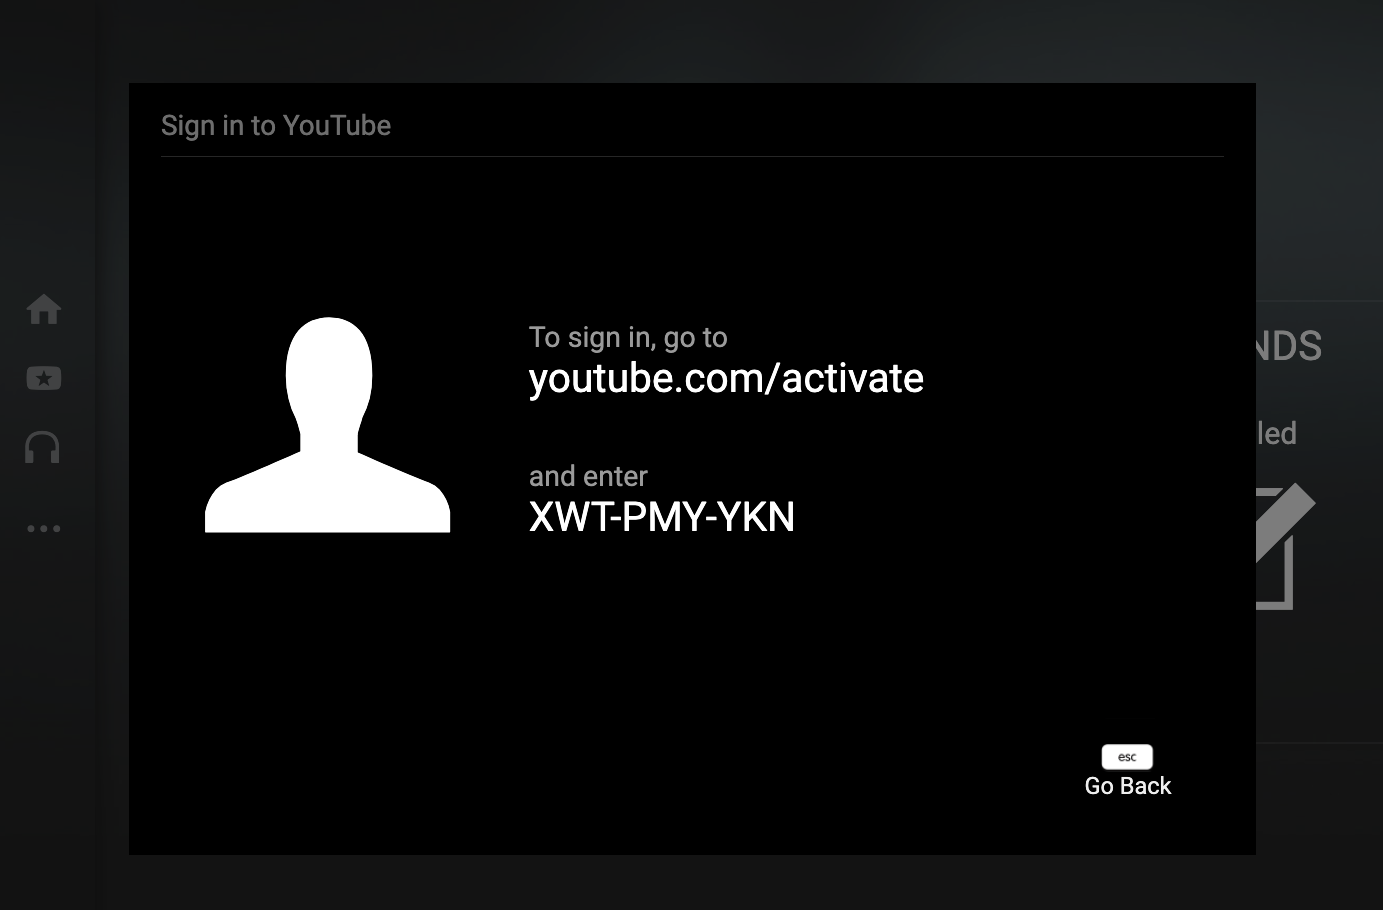 Sign in to YouTube
To sign in, go to
youtube.com/activate
and enter
XWT-PMY-YKN
esc
Go Back
NDS
led